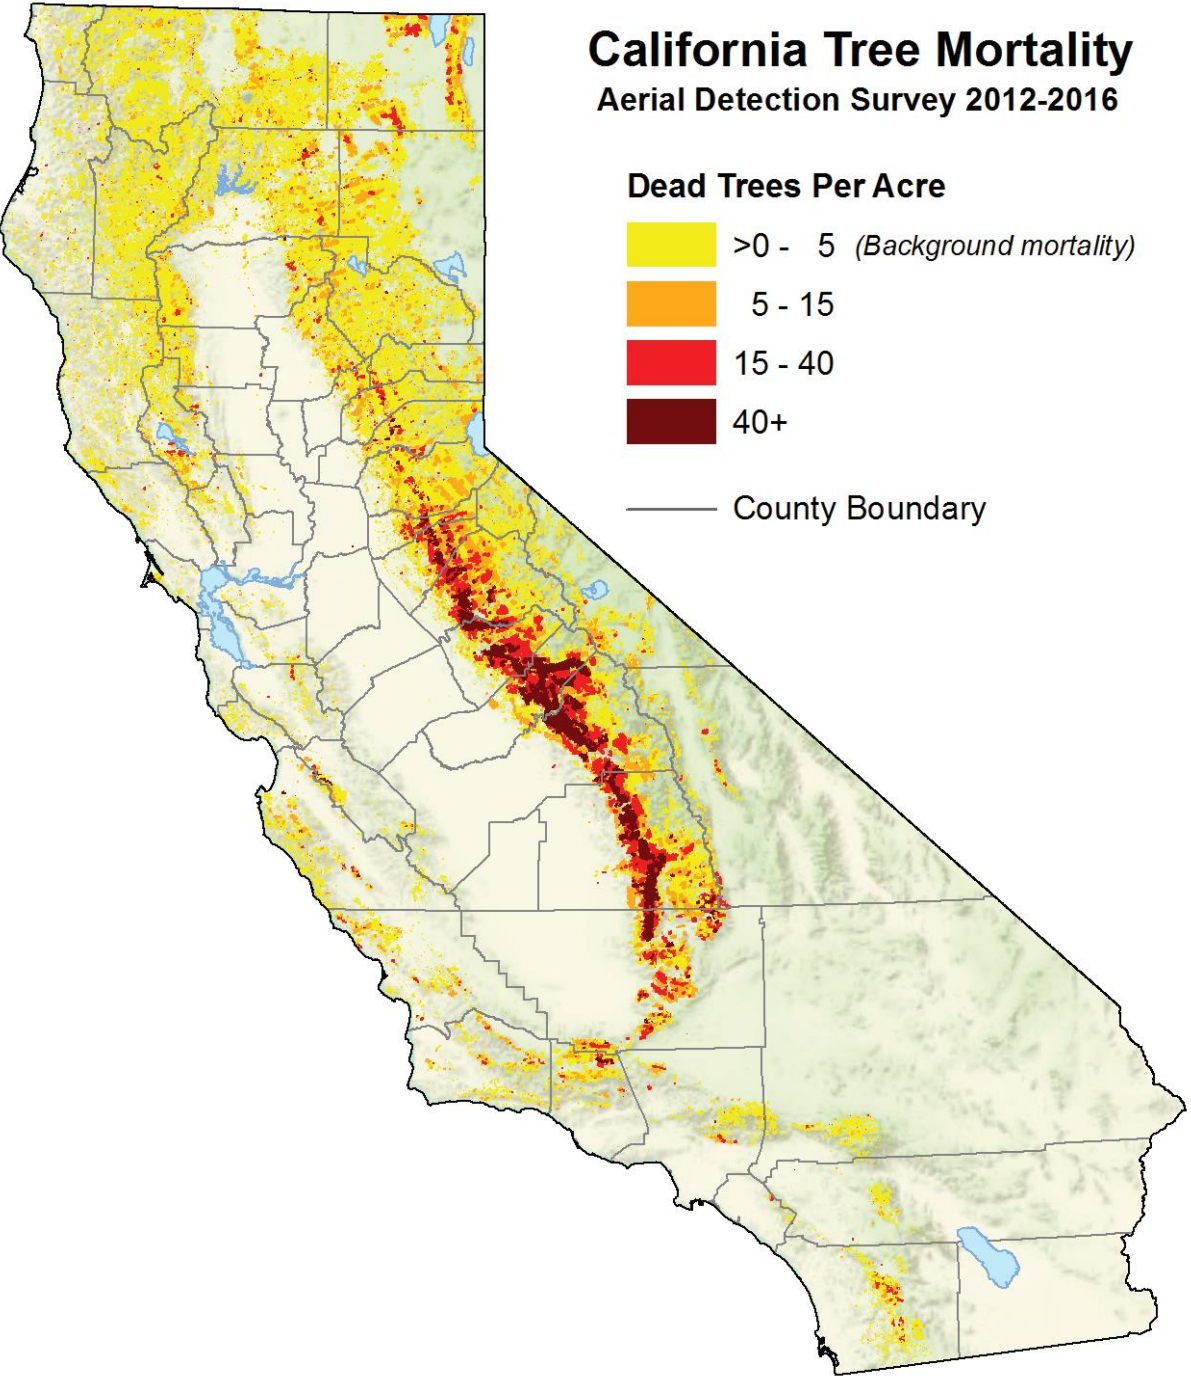 California Tree Mortality
Aerial Detection Survey 2012-2016
Dead Trees Per Acre
>0 - 5 (Background mortality)
5 - 15
15 - 40
40+
County Boundary